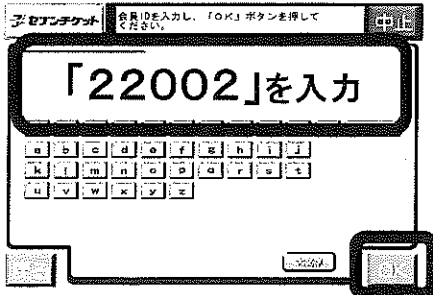 セブンチケット
会員IDを入力し、「OK」ボタンを押して
ください。
中止
「22002」を入力
a b c d e f g h i j
k l m n o p q r s t
u v w x y z
OK